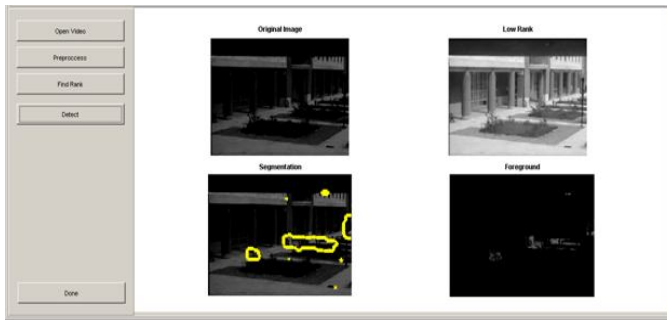 Open Video
Preproccess
Find Rank
Detect
Done
Original Image
Low Rank
Segmentation
Foreground